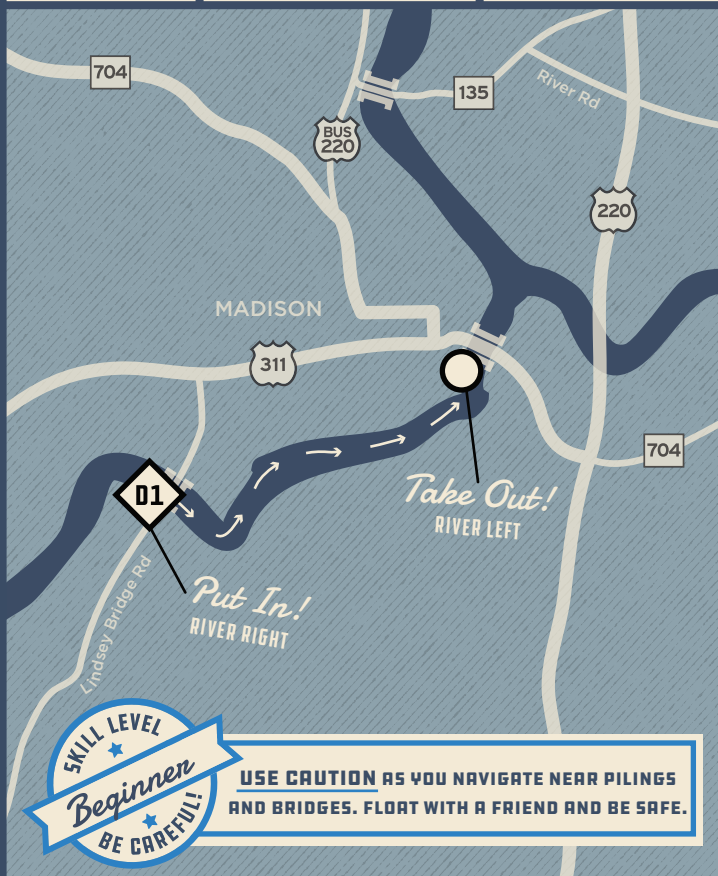 704
135
River Rd
BUS
220
220
MADISON
311
704
D1
Take Out!
RIVER LEFT
Put In!
RIVER RIGHT
Lindsey Bridge Rd
SKILL LEVEL
Beginner
BE CAREFUL!
USE CAUTION AS YOU NAVIGATE NEAR PILINGS
AND BRIDGES. FLOAT WITH A FRIEND AND BE SAFE.